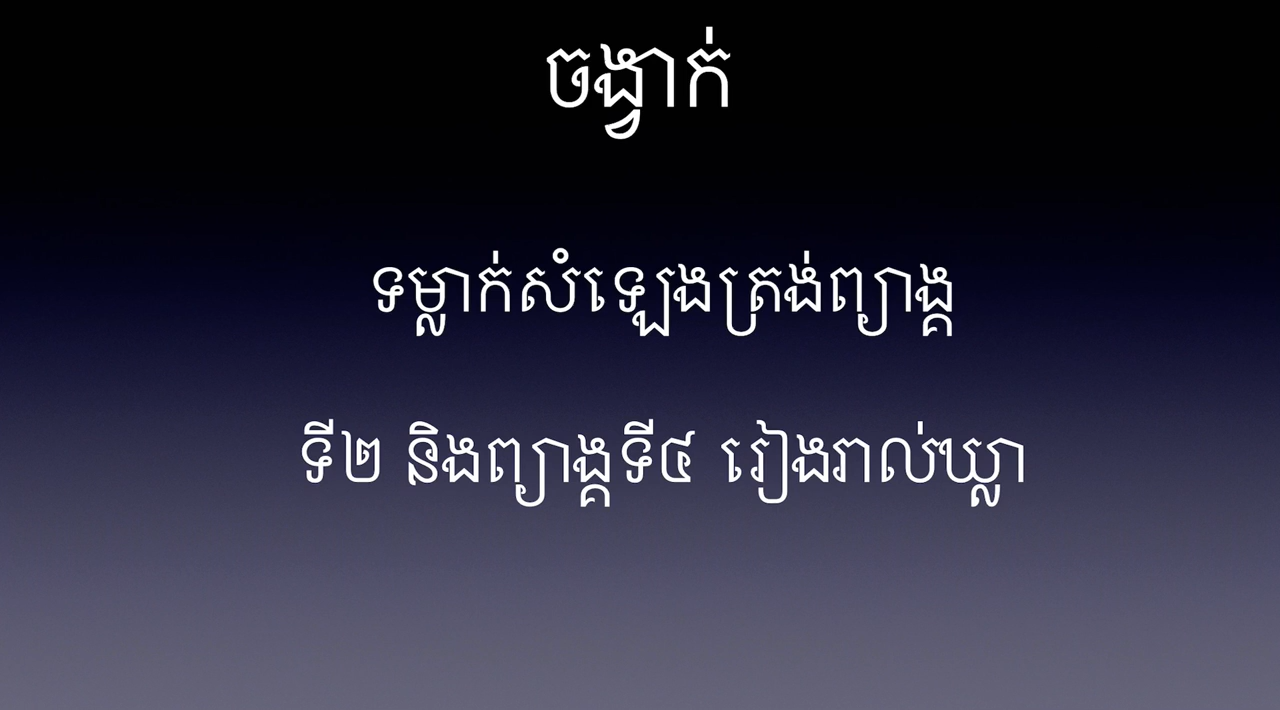 ចង្វាក់
ទម្លាក់សំឡេងត្រង់ព្យាង្គ
ទី២ និងព្យាង្គទី៤ រៀងរាល់ឃ្លា